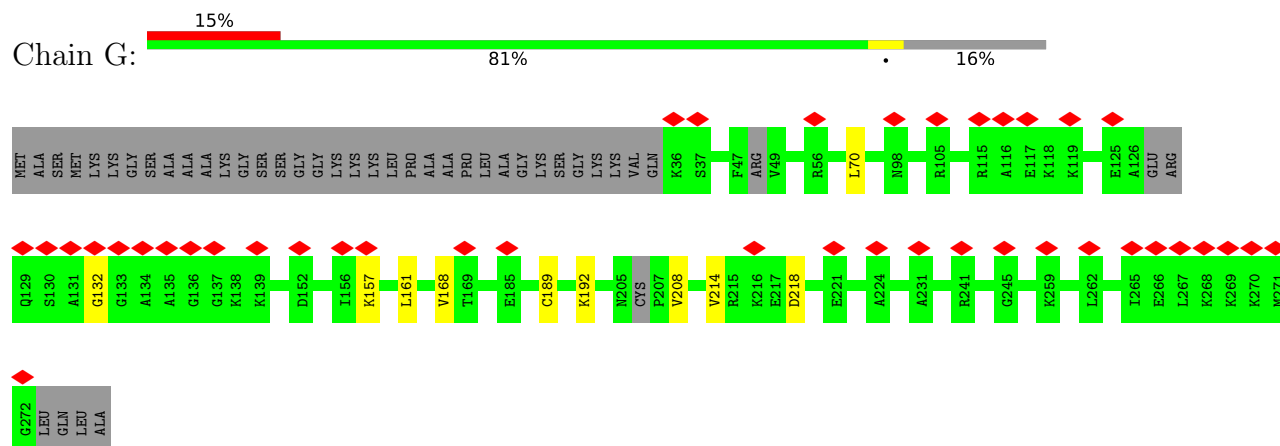 15%
Chain G:
81% • 16%
MET ALA SER MET LYS LYS GLY SER ALA ALA ALA LYS GLY SER SER GLY GLY LYS LYS LYS LEU PRO ALA ALA PRO LEU ALA GLY LYS SER GLY LYS LYS VAL GLN K36 S37 F47 ARG V49 R56 L70 N98 R105 R115 A116 E117 K118 K119 E125 A126 GLU ARG
Q129 S130 A131 G132 G133 A134 A135 G136 G137 K138 K139 D152 I156 K157 L161 V168 T169 E185 C189 K192 N205 CYS P207 V208 V214 R215 K216 E217 D218 E221 A224 A231 R241 G245 K259 L262 I265 E266 L267 K268 K269 K270 M271
G272 LEU GLN LEU ALA